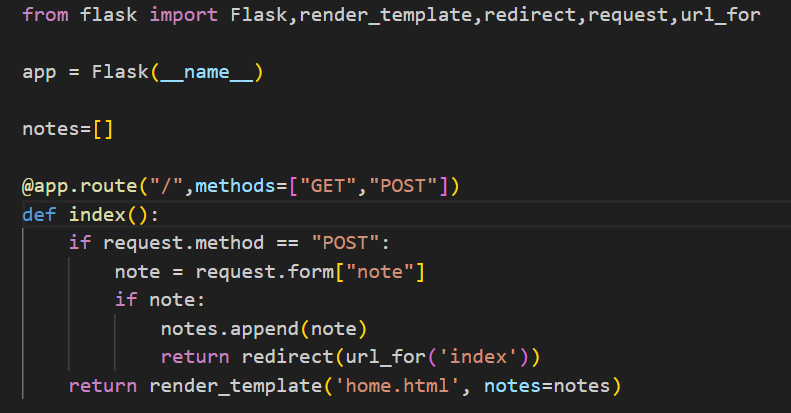 from flask import Flask,render_template,redirect,request,url_for
app = Flask(__name__)
notes=[]
@app.route("/",methods=["GET","POST"])
def index():
    if request.method == "POST":
        note = request.form["note"]
        if note:
            notes.append(note)
            return redirect(url_for('index'))
    return render_template('home.html', notes=notes)